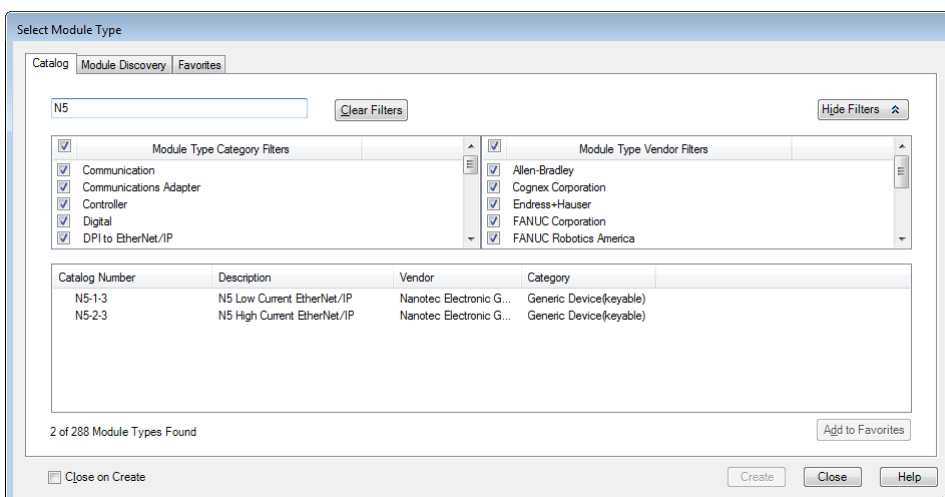 Select Module Type
Catalog Module Discovery Favorites
N5 Clear Filters Hide Filters
Module Type Category Filters Module Type Vendor Filters
Communication Allen-Bradley
Communications Adapter Cognex Corporation
Controller Endress+Hauser
Digital FANUC Corporation
DPI to EtherNet/IP FANUC Robotics America
Catalog Number Description Vendor Category
N5-1-3 N5 Low Current EtherNet/IP Nanotec Electronic G... Generic Device(keyable)
N5-2-3 N5 High Current EtherNet/IP Nanotec Electronic G... Generic Device(keyable)
2 of 288 Module Types Found Add to Favorites
Close on Create Create Close Help